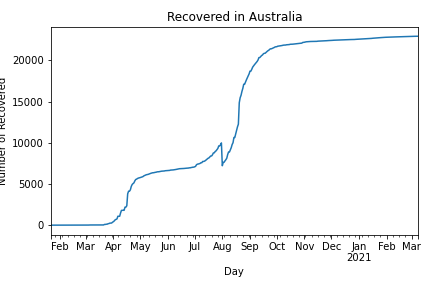 Recovered in Australia
Number of Recovered
20000
15000
10000
5000
0
Feb Mar Apr May Jun Jul Aug Sep Oct Nov Dec Jan Feb Mar
2021
Day